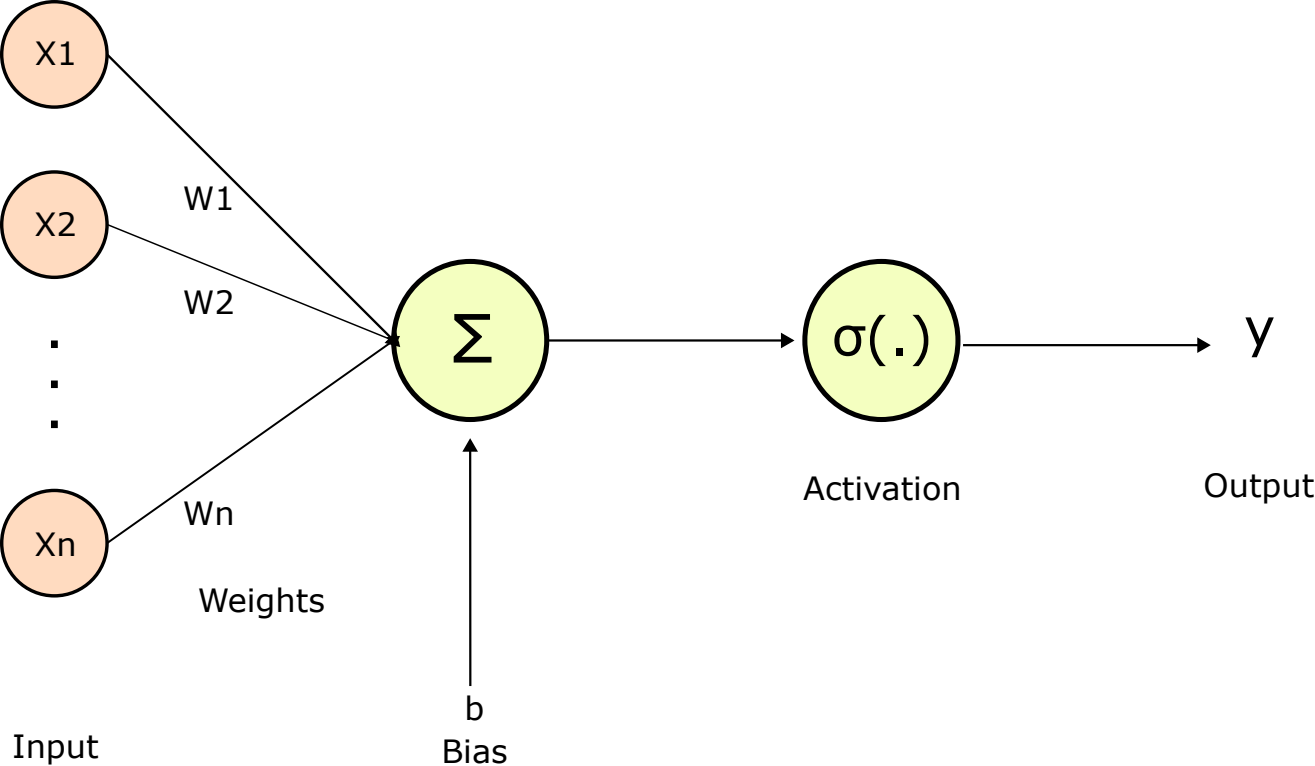 X1
W1
X2
W2
Σ
σ(.)
y
.
.
.
Activation
Output
Wn
Xn
Weights
b
Bias
Input